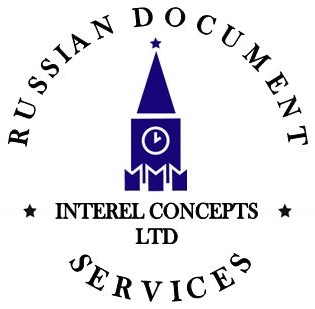 RUSSIAN DOCUMENT
INTEREL CONCEPTS
LTD
SERVICES